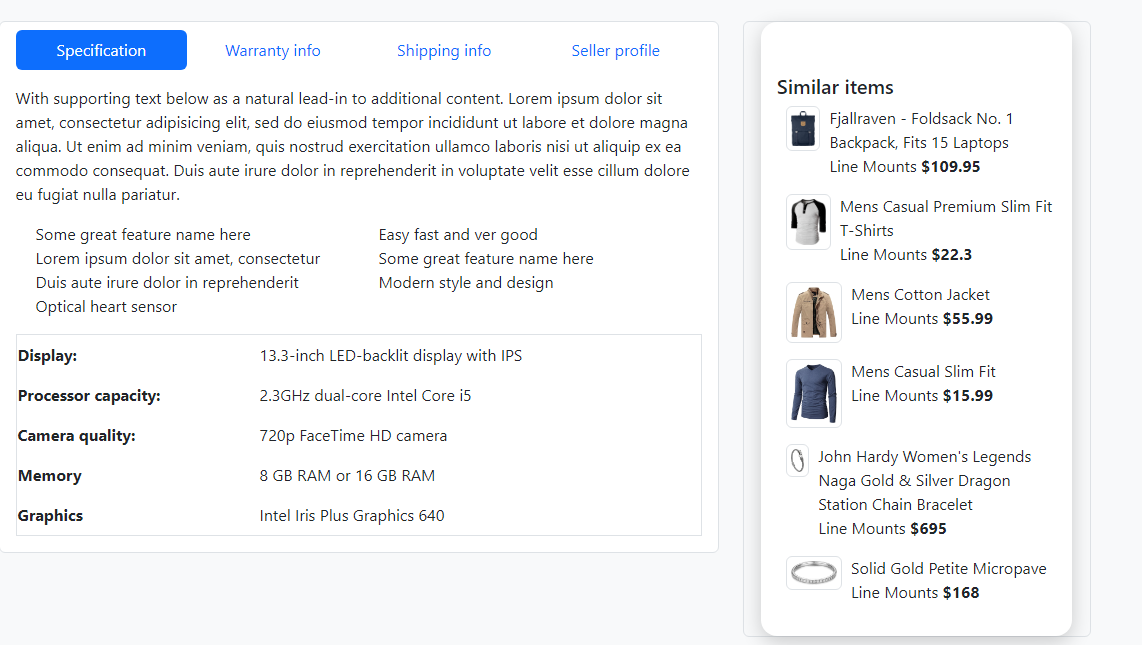 Specification Warranty info Shipping info Seller profile
With supporting text below as a natural lead-in to additional content. Lorem ipsum dolor sit
amet, consectetur adipisicing elit, sed do eiusmod tempor incididunt ut labore et dolore magna
aliqua. Ut enim ad minim veniam, quis nostrud exercitation ullamco laboris nisi ut aliquip ex ea
commodo consequat. Duis aute irure dolor in reprehenderit in voluptate velit esse cillum dolore
eu fugiat nulla pariatur.
Some great feature name here
Lorem ipsum dolor sit amet, consectetur
Duis aute irure dolor in reprehenderit
Optical heart sensor
Easy fast and ver good
Some great feature name here
Modern style and design
Display: 13.3-inch LED-backlit display with IPS
Processor capacity: 2.3GHz dual-core Intel Core i5
Camera quality: 720p FaceTime HD camera
Memory 8 GB RAM or 16 GB RAM
Graphics Intel Iris Plus Graphics 640
Similar items
Fjallraven - Foldsack No. 1
Backpack, Fits 15 Laptops
Line Mounts $109.95
Mens Casual Premium Slim Fit
T-Shirts
Line Mounts $22.3
Mens Cotton Jacket
Line Mounts $55.99
Mens Casual Slim Fit
Line Mounts $15.99
John Hardy Women's Legends
Naga Gold & Silver Dragon
Station Chain Bracelet
Line Mounts $695
Solid Gold Petite Micropave
Line Mounts $168